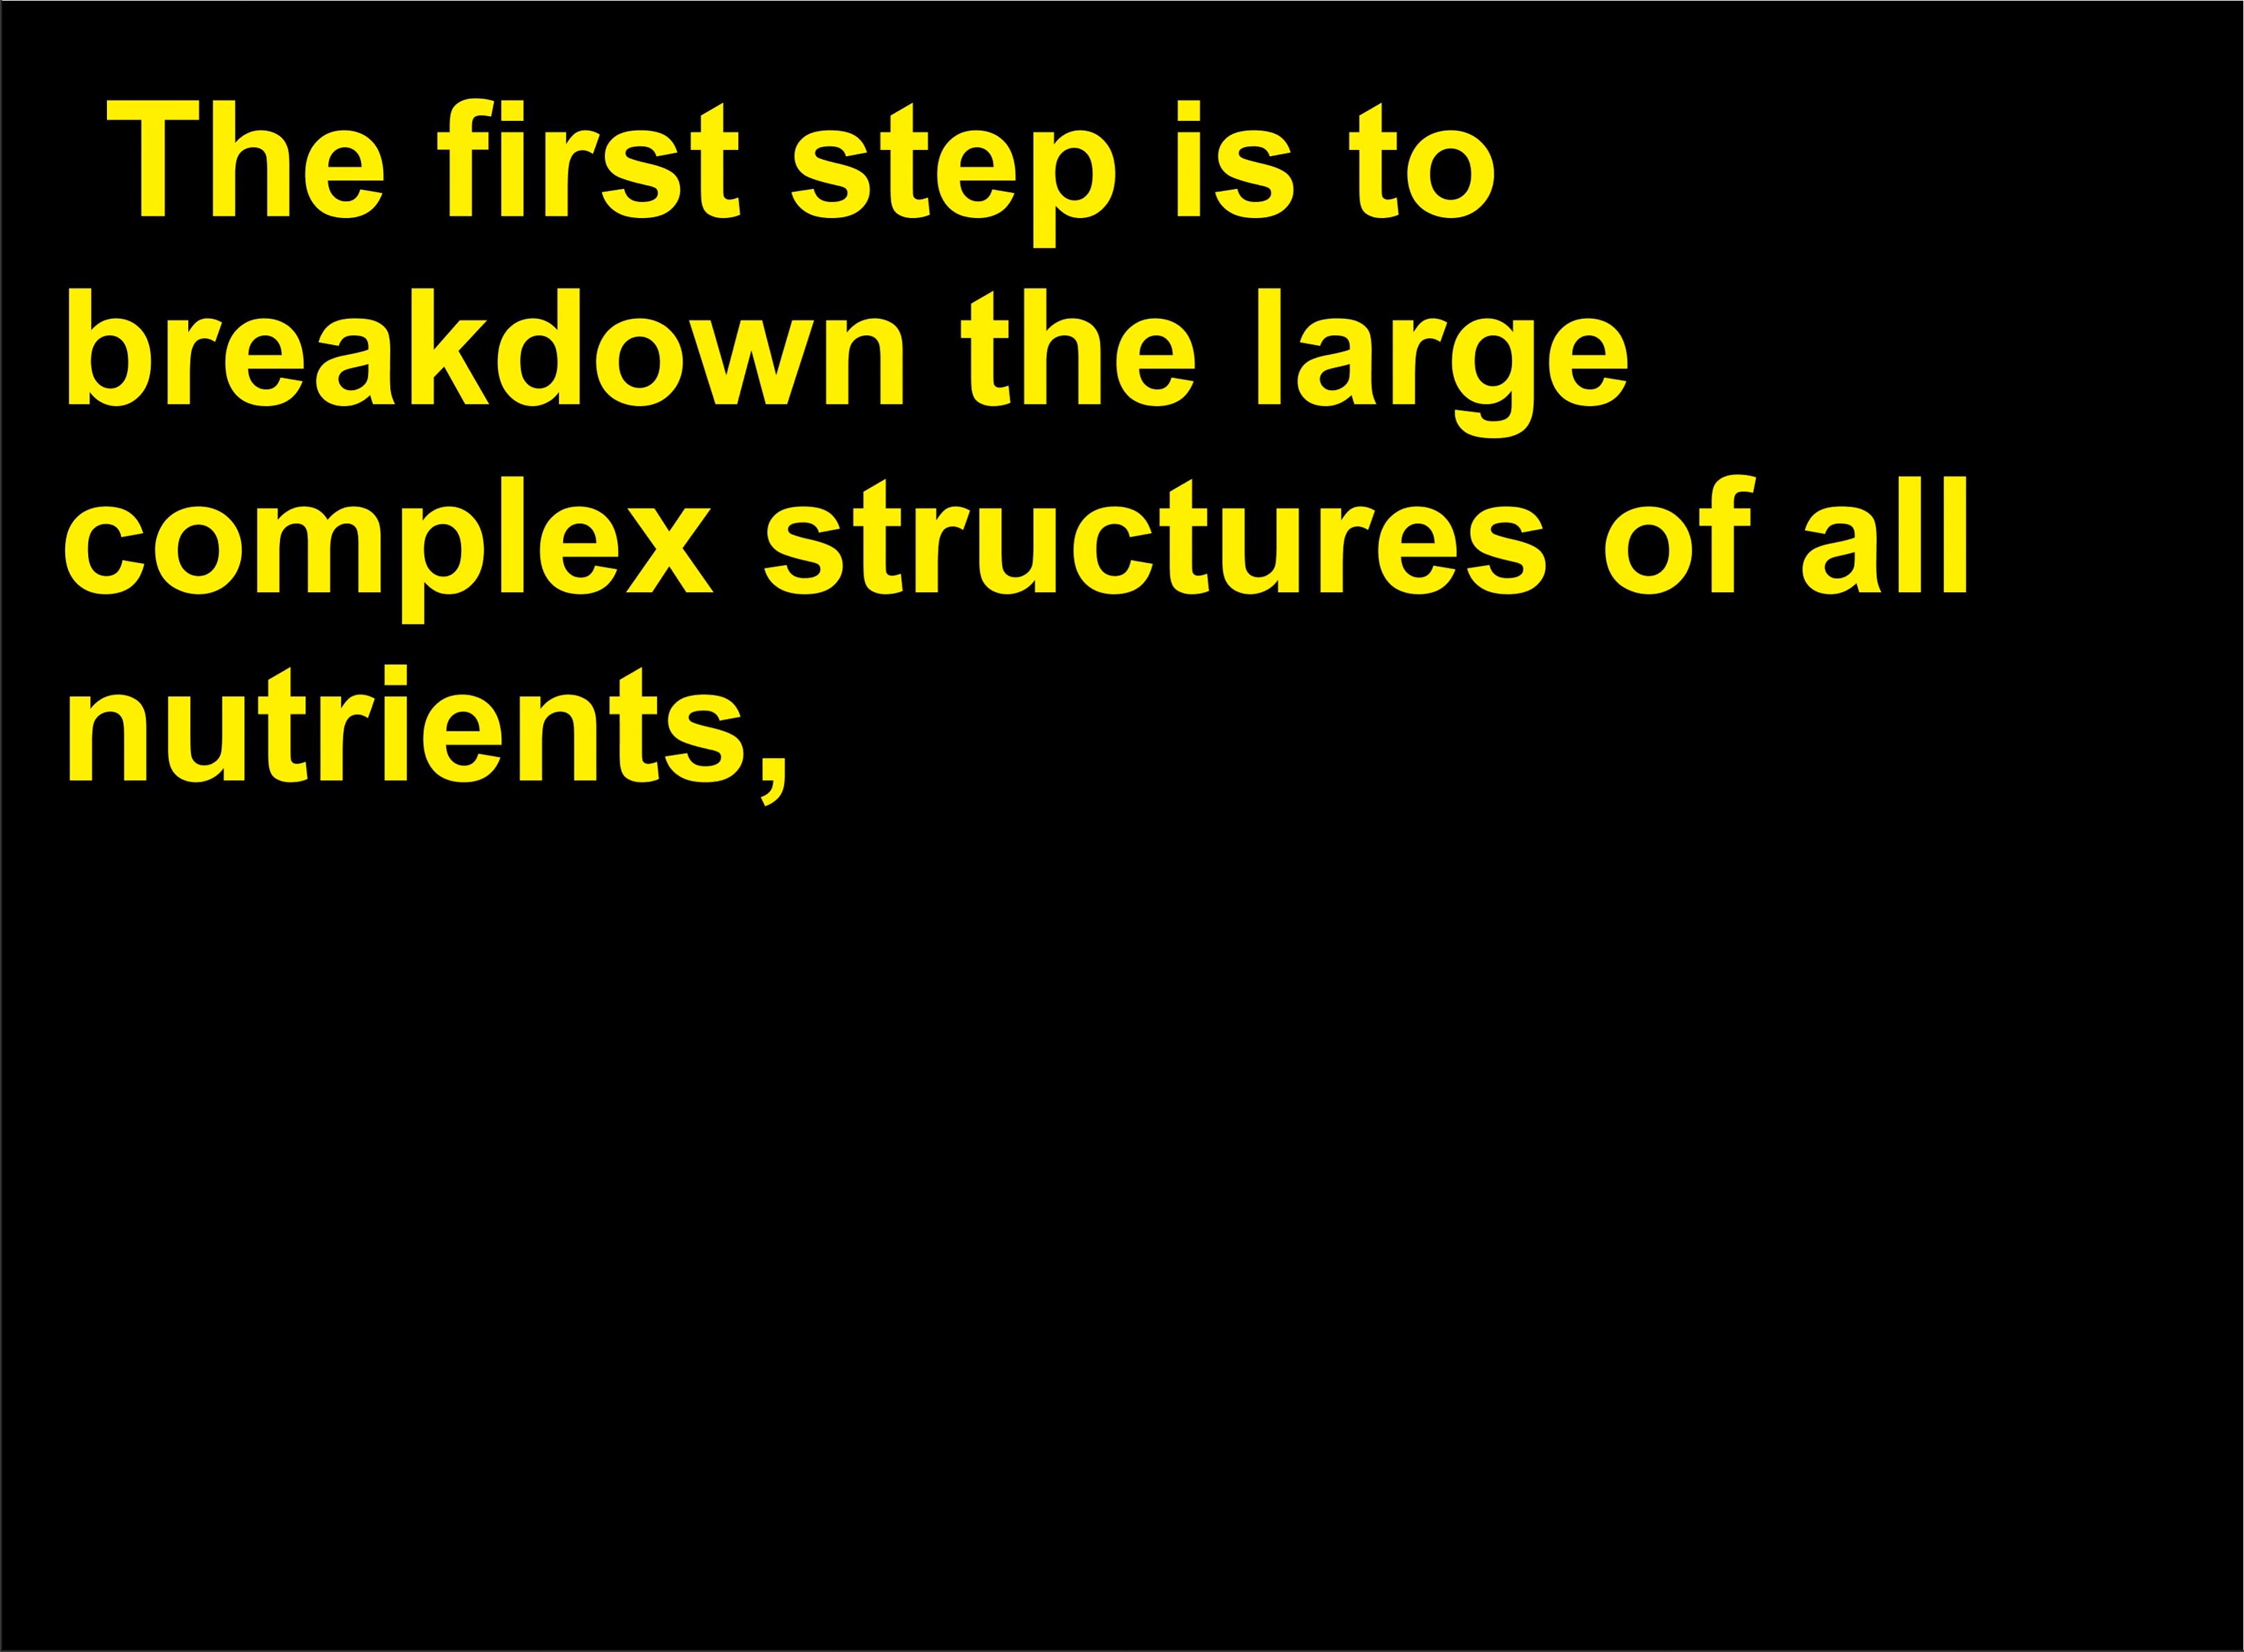 The first step is to
breakdown the large
complex structures of all
nutrients,